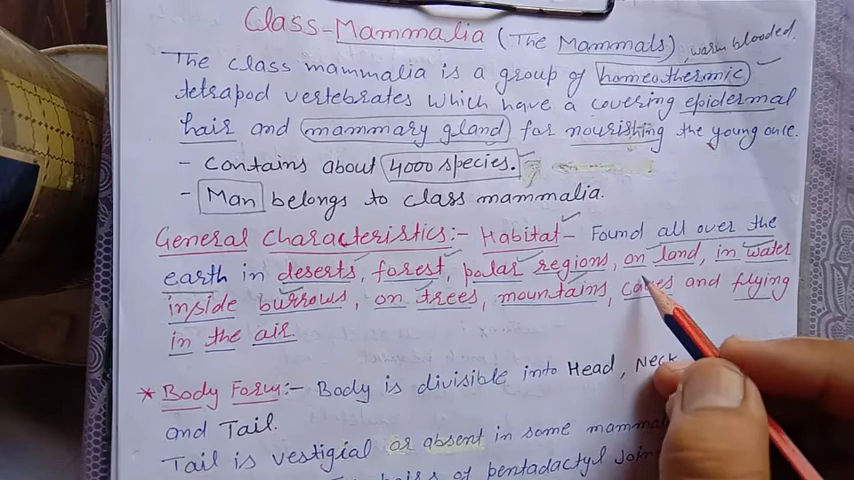 Class-Mammalia (The Mammals), warm blooded.
The class mammalia is a group of homeothermic
tetrapod vertebrates which have a covering epidermal
hair and mammary gland for nourishing the young once.
- Contains about 4000 species.
- Man belongs to class mammalia.
General Characteristics:- Habitat- Found all over the
earth in deserts, forest, polar regions, on land, in water
inside burrows, on trees, mountains, caves and flying
in the air.
* Body Form:- Body is divisible into Head, Neck
and Tail.
Tail is vestigial or absent in some
pairs of pentadactyl